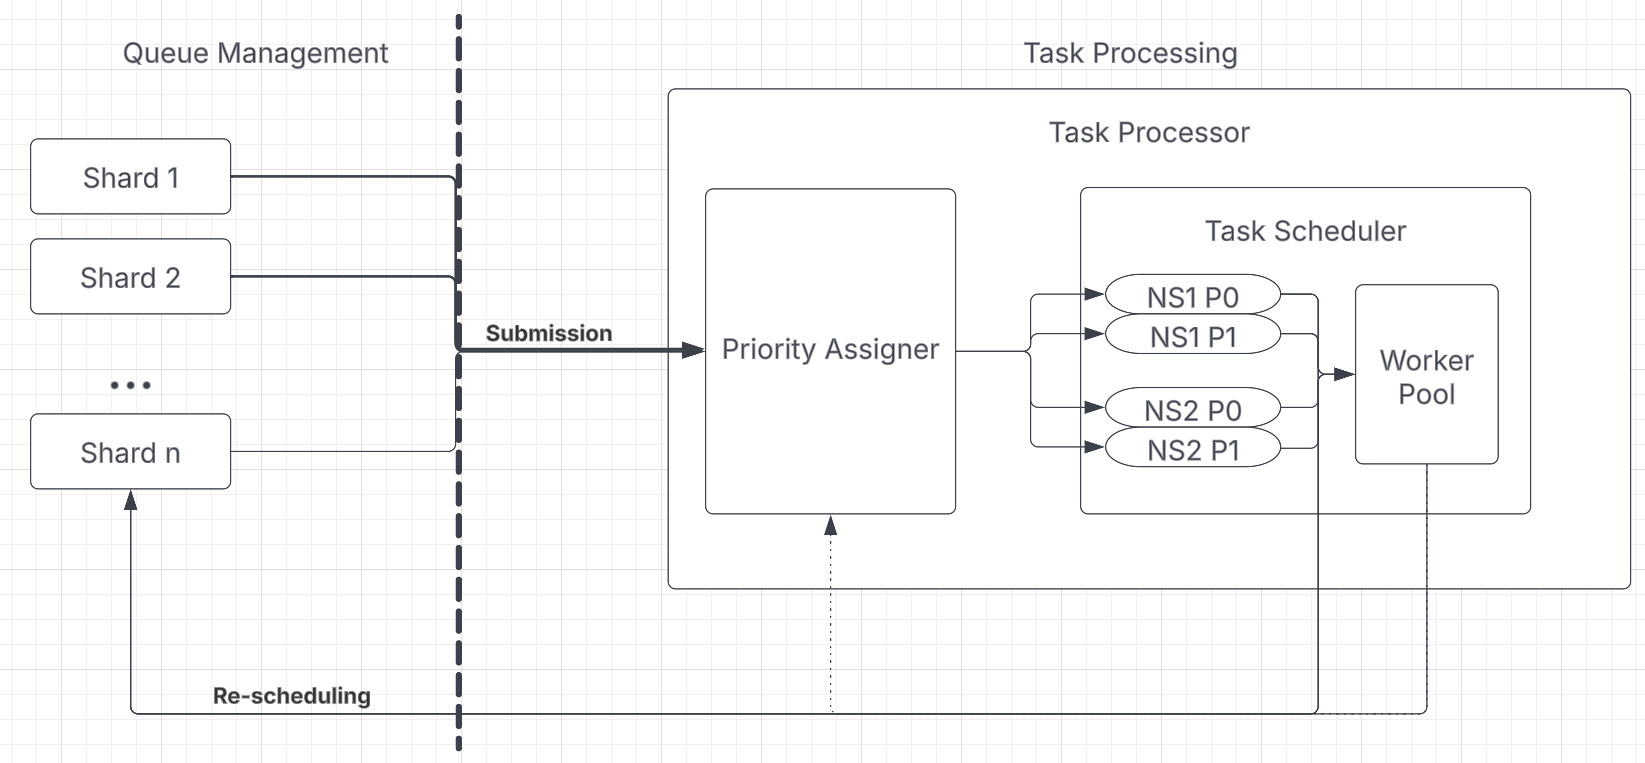 Queue Management
Task Processing
Task Processor
Shard 1
Shard 2
Shard n
Submission
Priority Assigner
Task Scheduler
NS1 P0
NS1 P1
NS2 P0
NS2 P1
Worker
Pool
Re-scheduling